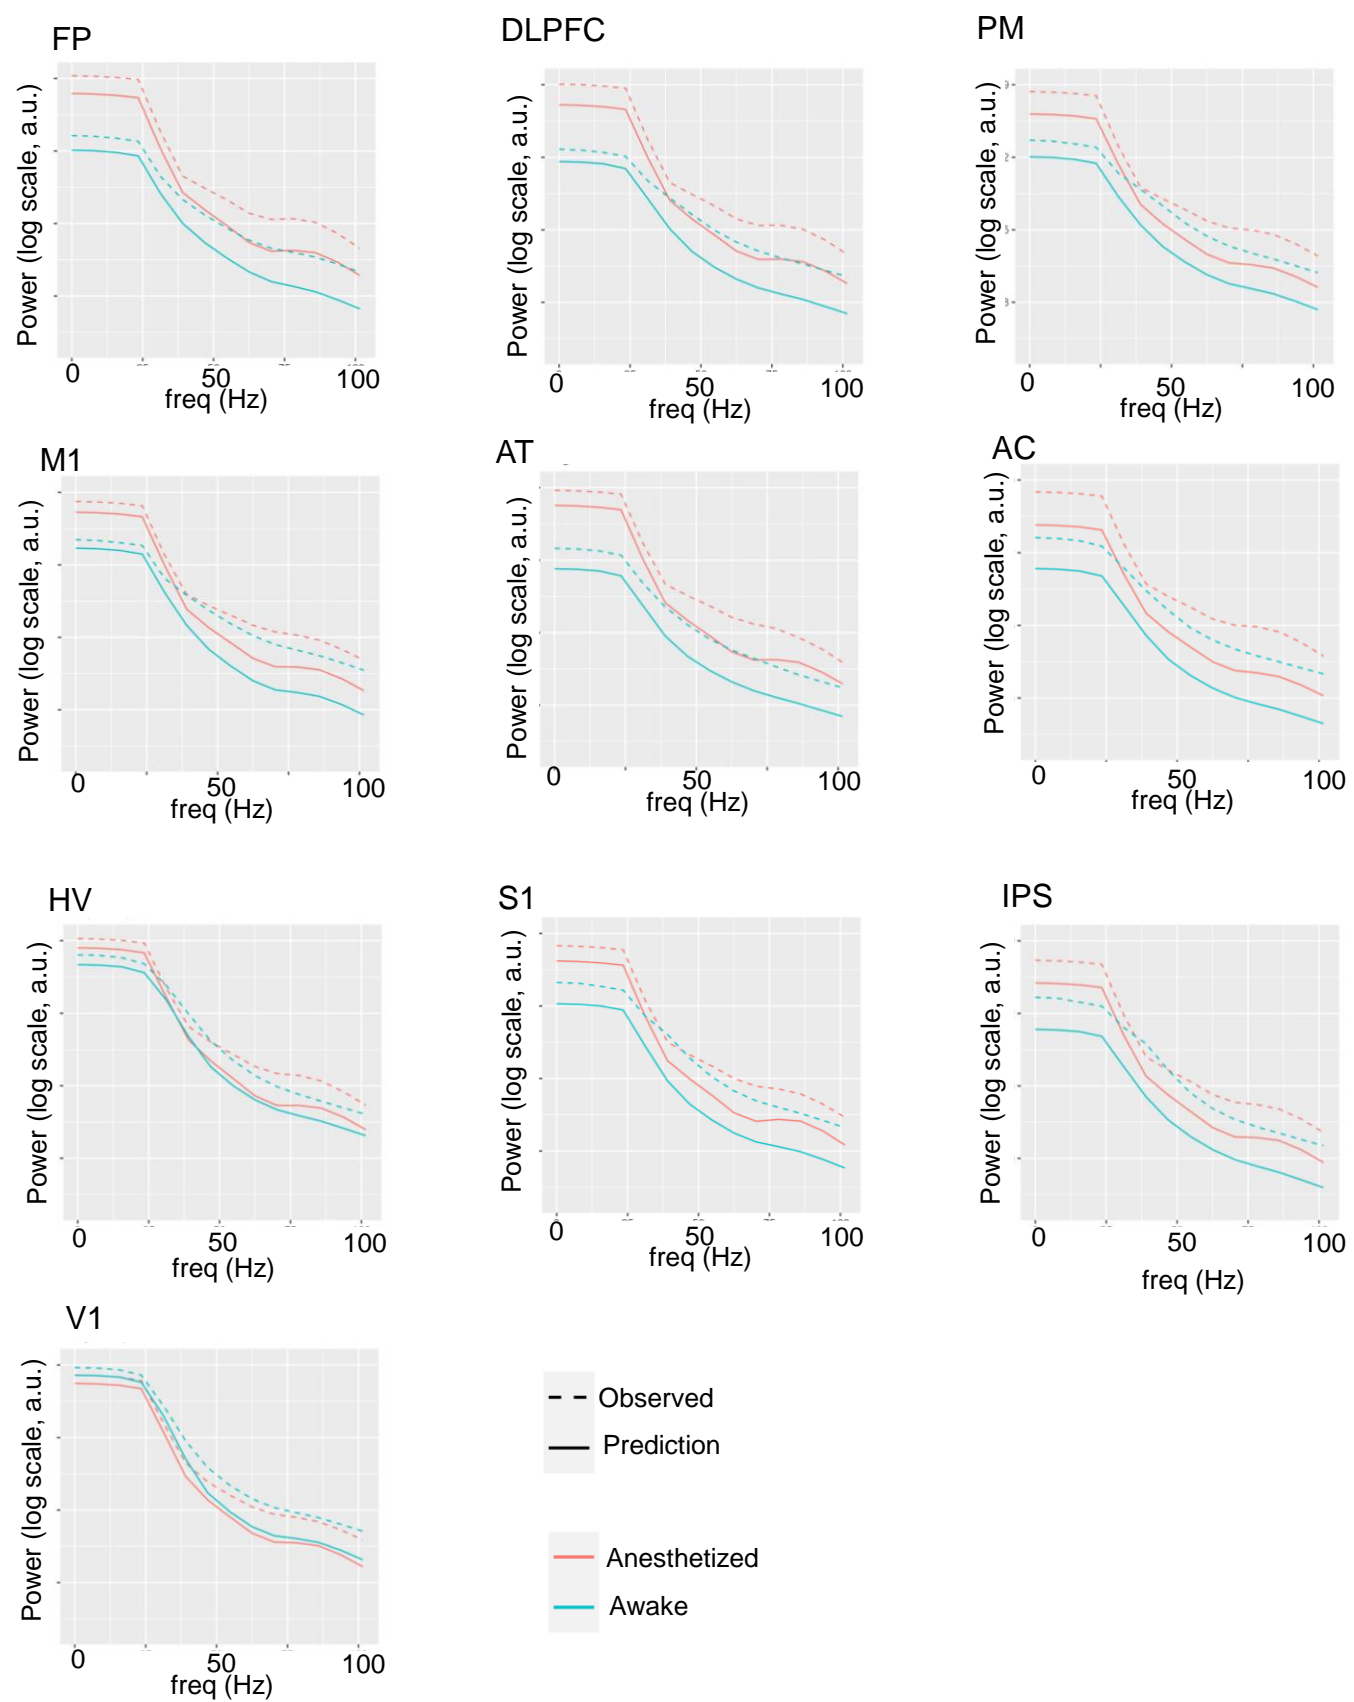 FP
DLPFC
PM
Power (log scale, a.u.)
Power (log scale, a.u.)
Power (log scale, a.u.)
0 50 100
0 50 100
0 50 100
freq (Hz)
freq (Hz)
freq (Hz)
M1
AT
AC
Power (log scale, a.u.)
Power (log scale, a.u.)
Power (log scale, a.u.)
0 50 100
0 50 100
0 50 100
freq (Hz)
freq (Hz)
freq (Hz)
HV
S1
IPS
Power (log scale, a.u.)
Power (log scale, a.u.)
Power (log scale, a.u.)
0 50 100
0 50 100
0 50 100
freq (Hz)
freq (Hz)
freq (Hz)
V1
Power (log scale, a.u.)
0 50 100
freq (Hz)
Observed
Prediction
Anesthetized
Awake